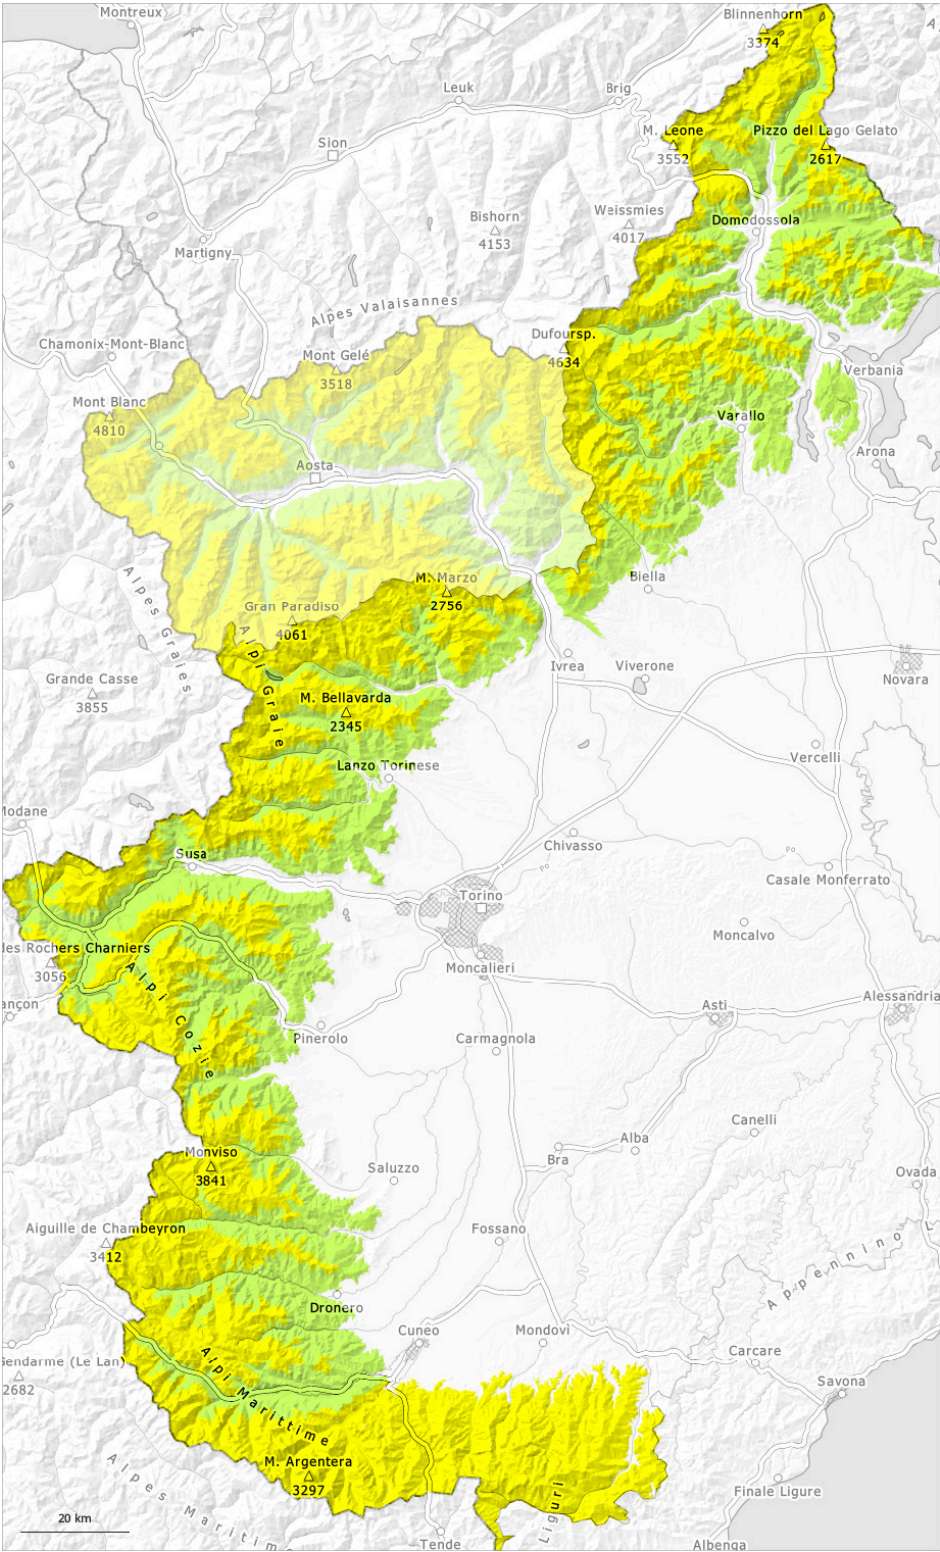 Montreux
Blinnenhorn
3374
Leuk
Brig
Sion
M. Leone
3552
Pizzo del Lago Gelato
2617
Bishorn
4153
Weissmies
4017
Domodossola
Martigny
Alpes Valaisannes
Chamonix-Mont-Blanc
Mont Gelé
3518
Dufoursp.
4634
Verbania
Mont Blanc
4810
Varallo
Arona
Aosta
M. Marzo
2756
Biella
Alpes Graies
Gran Paradiso
4061
Alpi Graie
Ivrea
Viverone
Novara
Grande Casse
3855
M. Bellavarda
2345
Lanzo Torinese
Vercelli
Modane
Chivasso
Po
Po
Susa
Casale Monferrato
Torino
Moncalvo
des Rochers Charniers
3056
Moncalieri
Alpi Cozie
ançon
Asti
Alessandria
Pinerolo
Carmagnola
Canelli
Alba
Bra
Monviso
3841
Saluzzo
Ovada
Aiguille de Chambeyron
3412
Fossano
Appennino L
Dronero
Cuneo
Mondovì
Carcare
Gendarme (Le Lan
2682
Alpi Marittime
Savona
M. Argentera
3297
Alpes Maritime
Liguri
Finale Ligure
20 km
Tende
Albenga